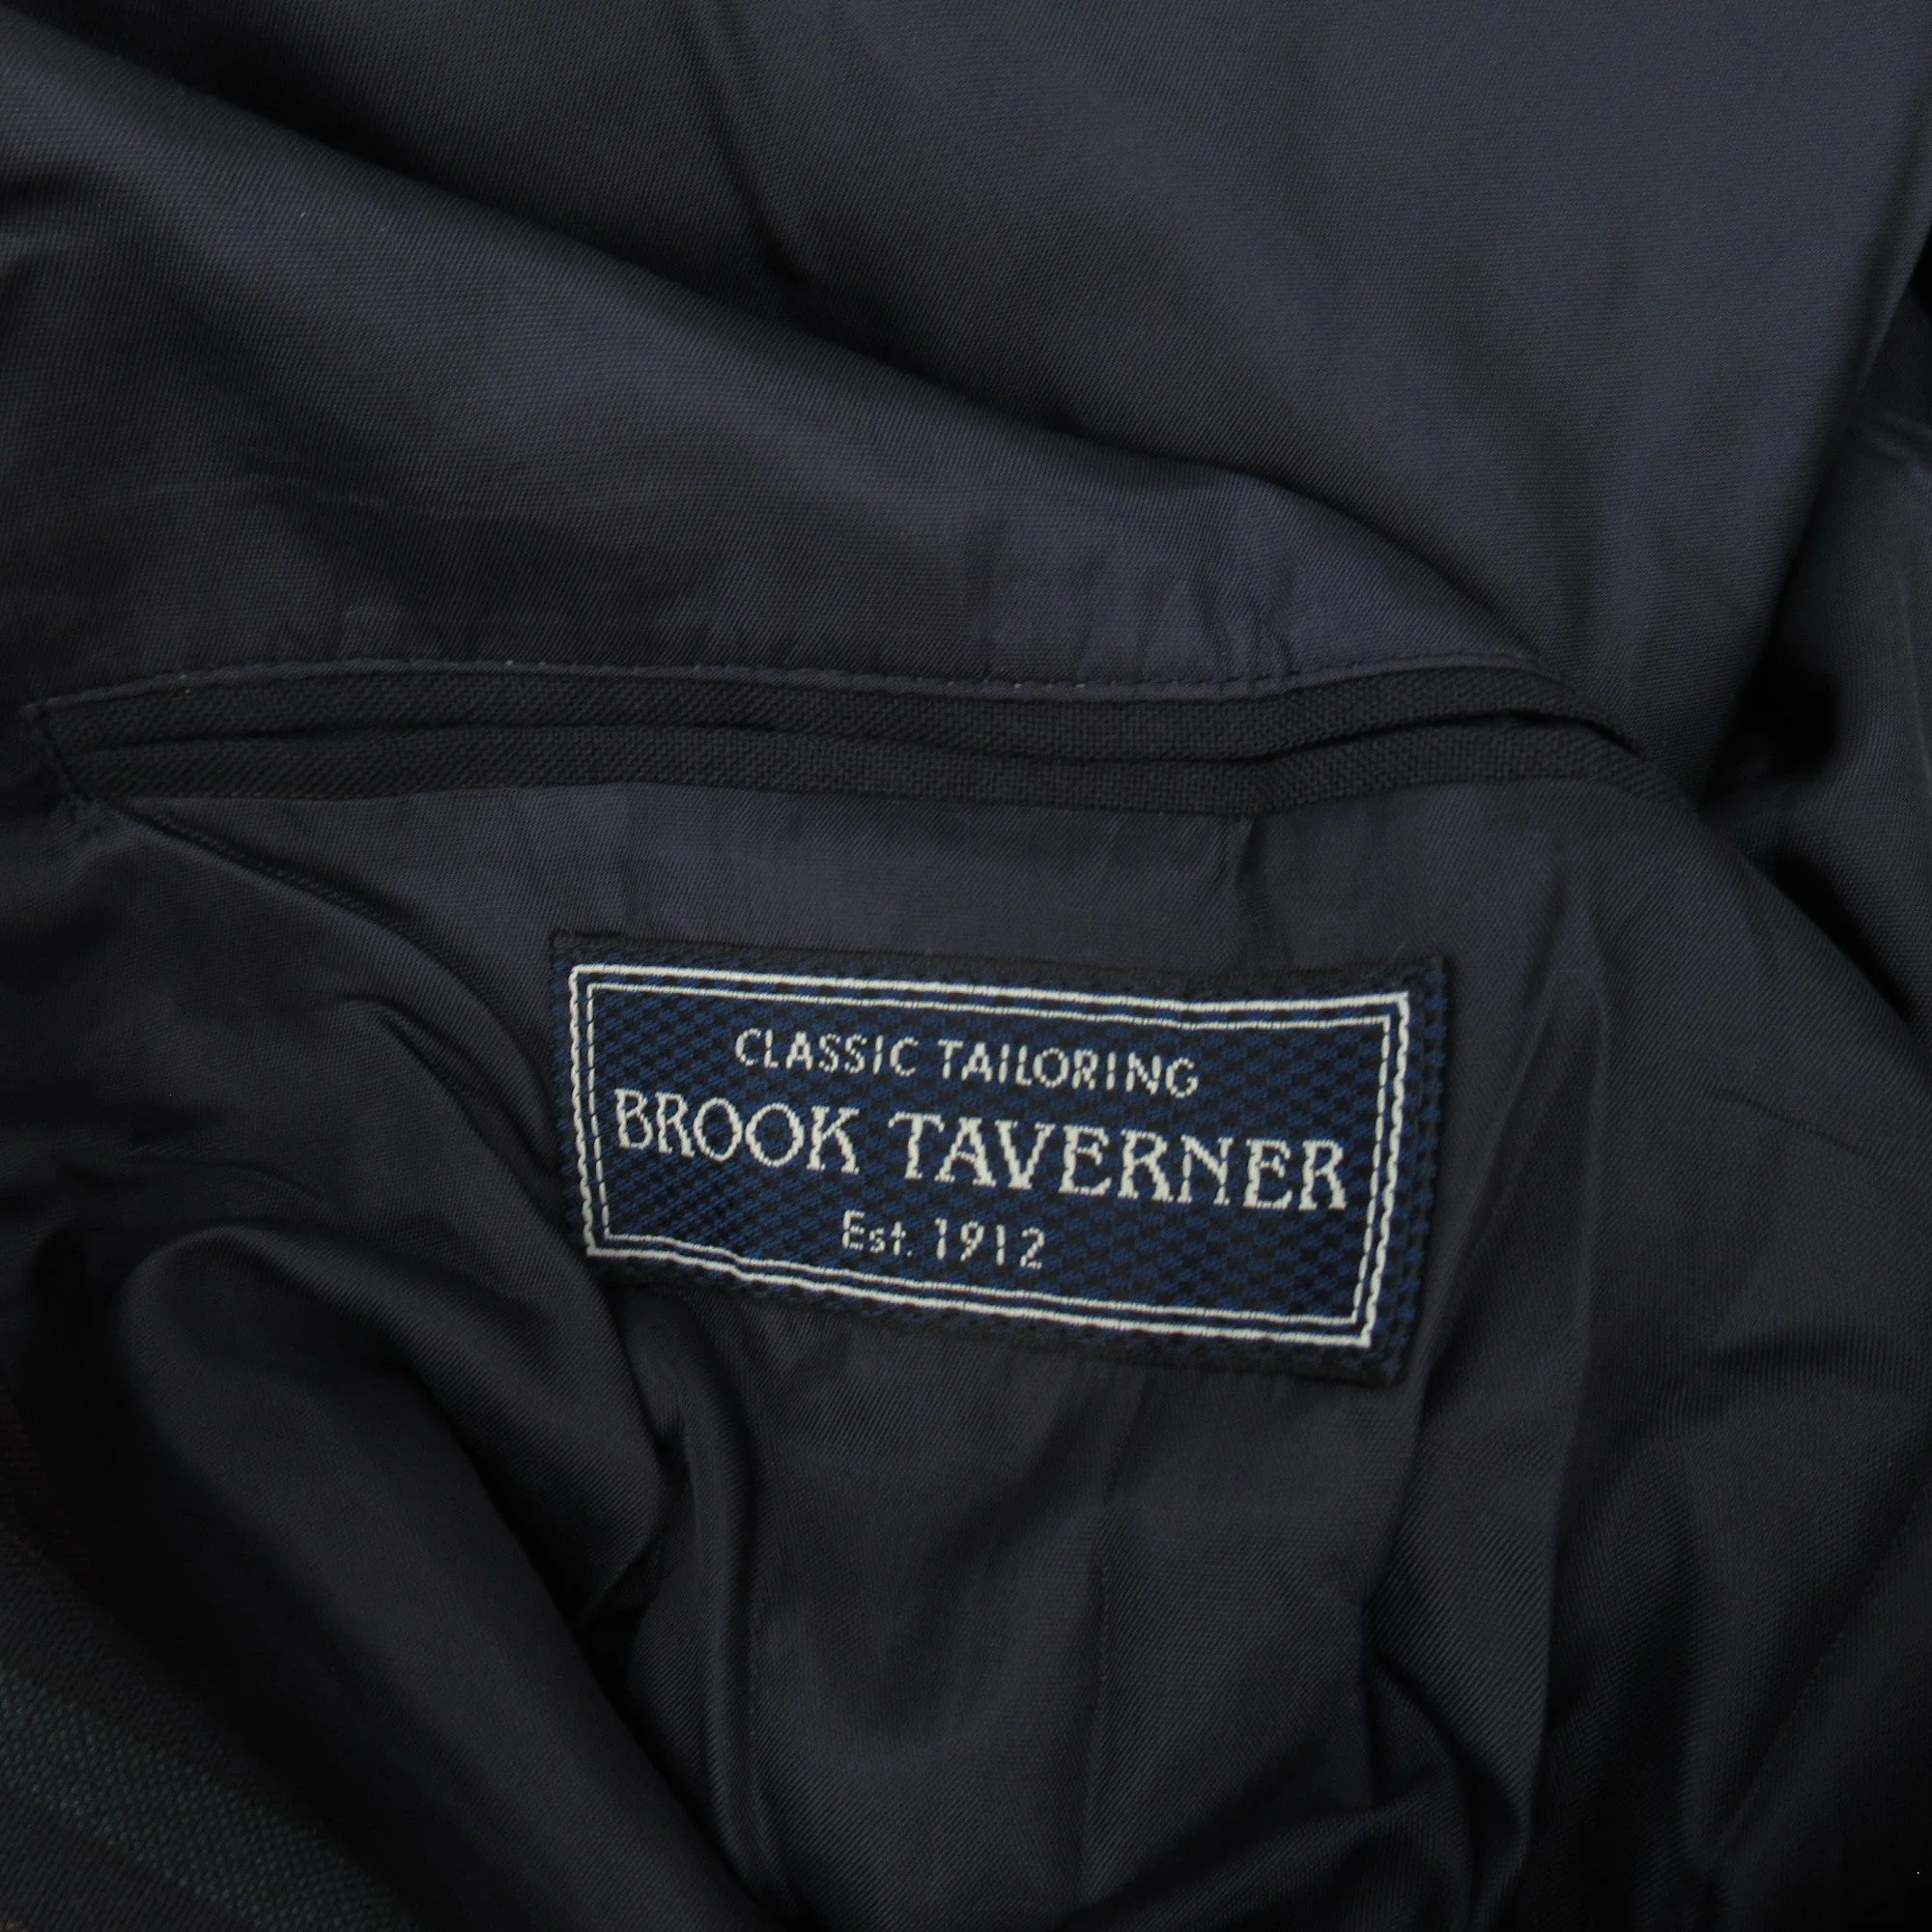 CLASSIC TAILORING
BROOK TAVERNER
Est. 1912